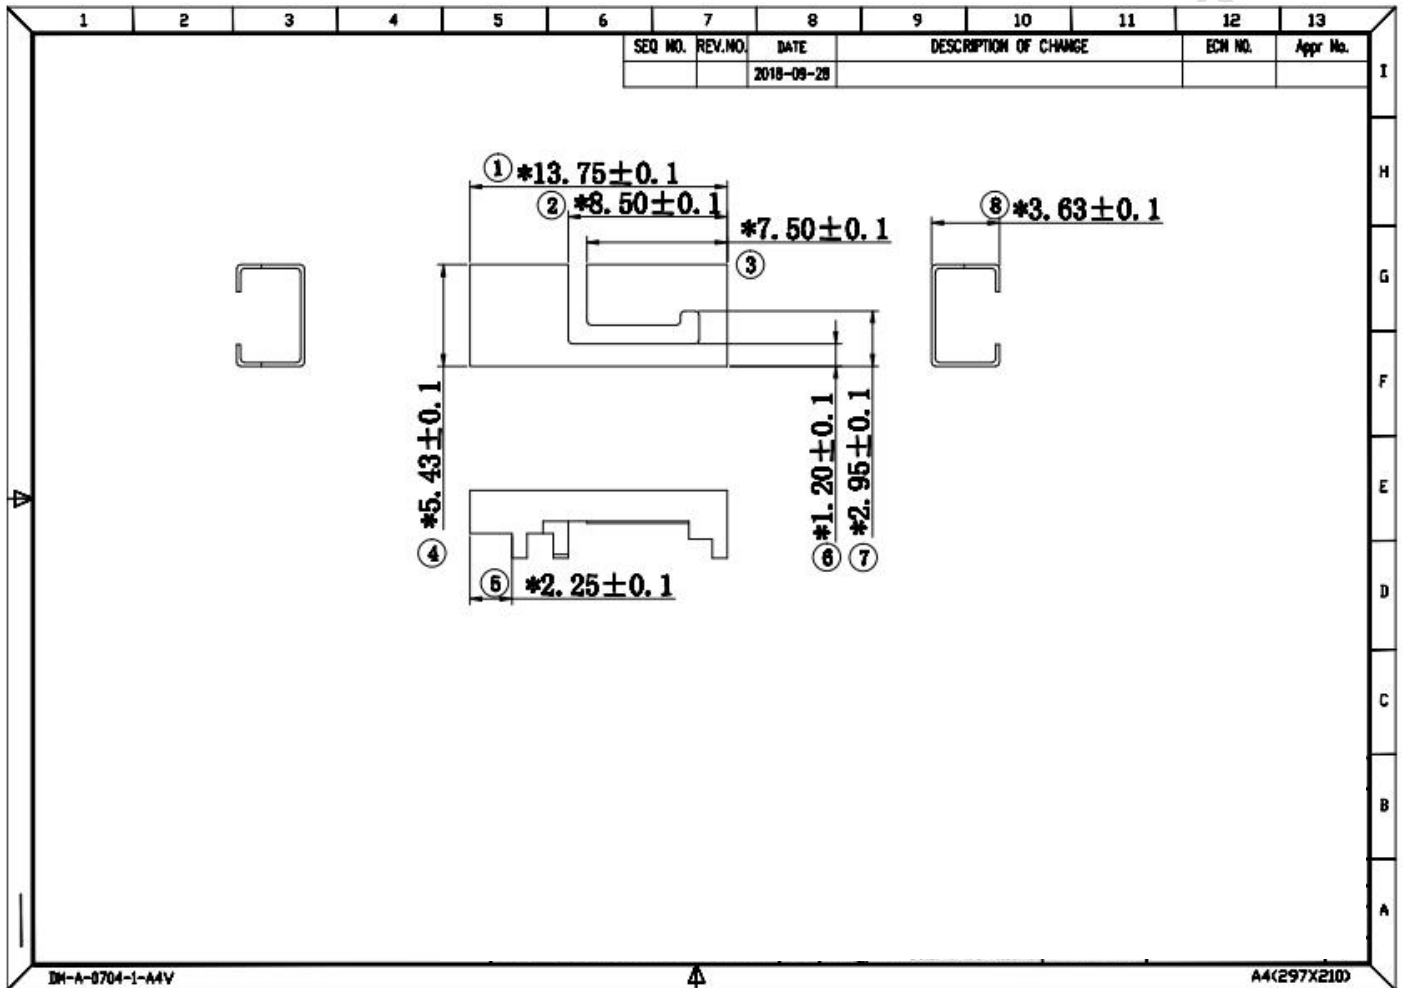 1 2 3 4 5 6 7 8 9 10 11 12 13
SEQ NO. REV.NO. DATE DESCRIPTION OF CHANGE ECN NO. Appr No.
2018-09-28
I
H
G
F
E
D
C
B
A
① *13.75±0.1
② *8.50±0.1
*7.50±0.1
③
⑧ *3.63±0.1
*5.43±0.1
④
*1.20±0.1
⑥
*2.95±0.1
⑦
⑤ *2.25±0.1
DM-A-0704-1-A4V
A4(297X210)